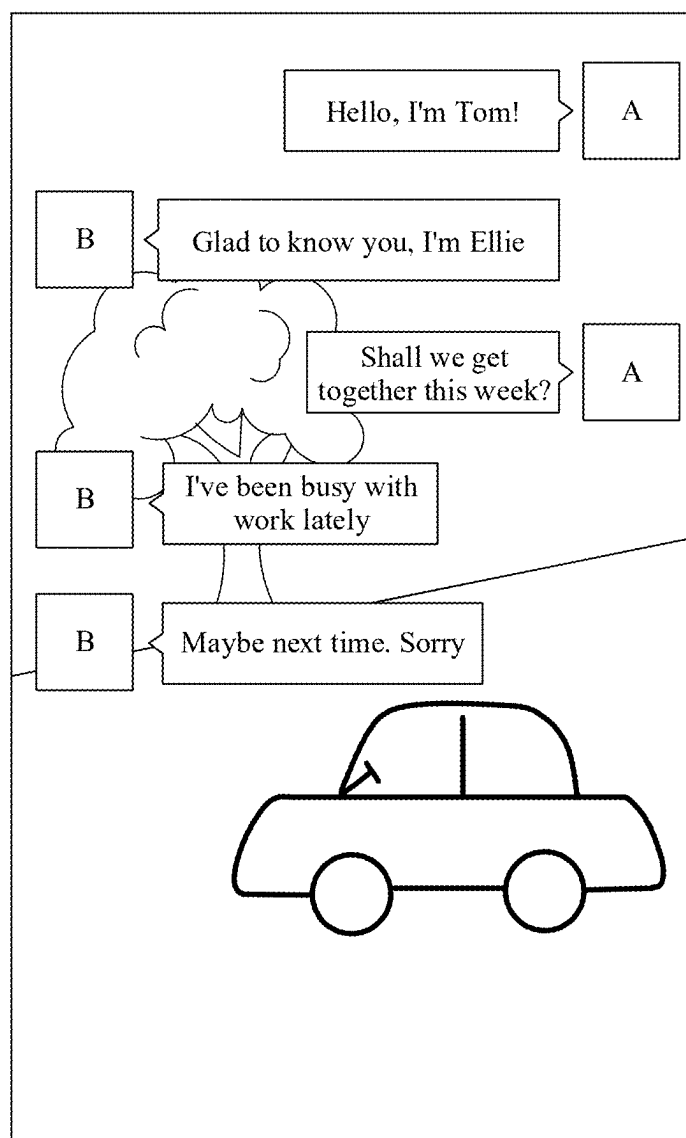 Hello, I'm Tom!
A
B
Glad to know you, I'm Ellie
Shall we get
together this week?
A
B
I've been busy with
work lately
B
Maybe next time. Sorry